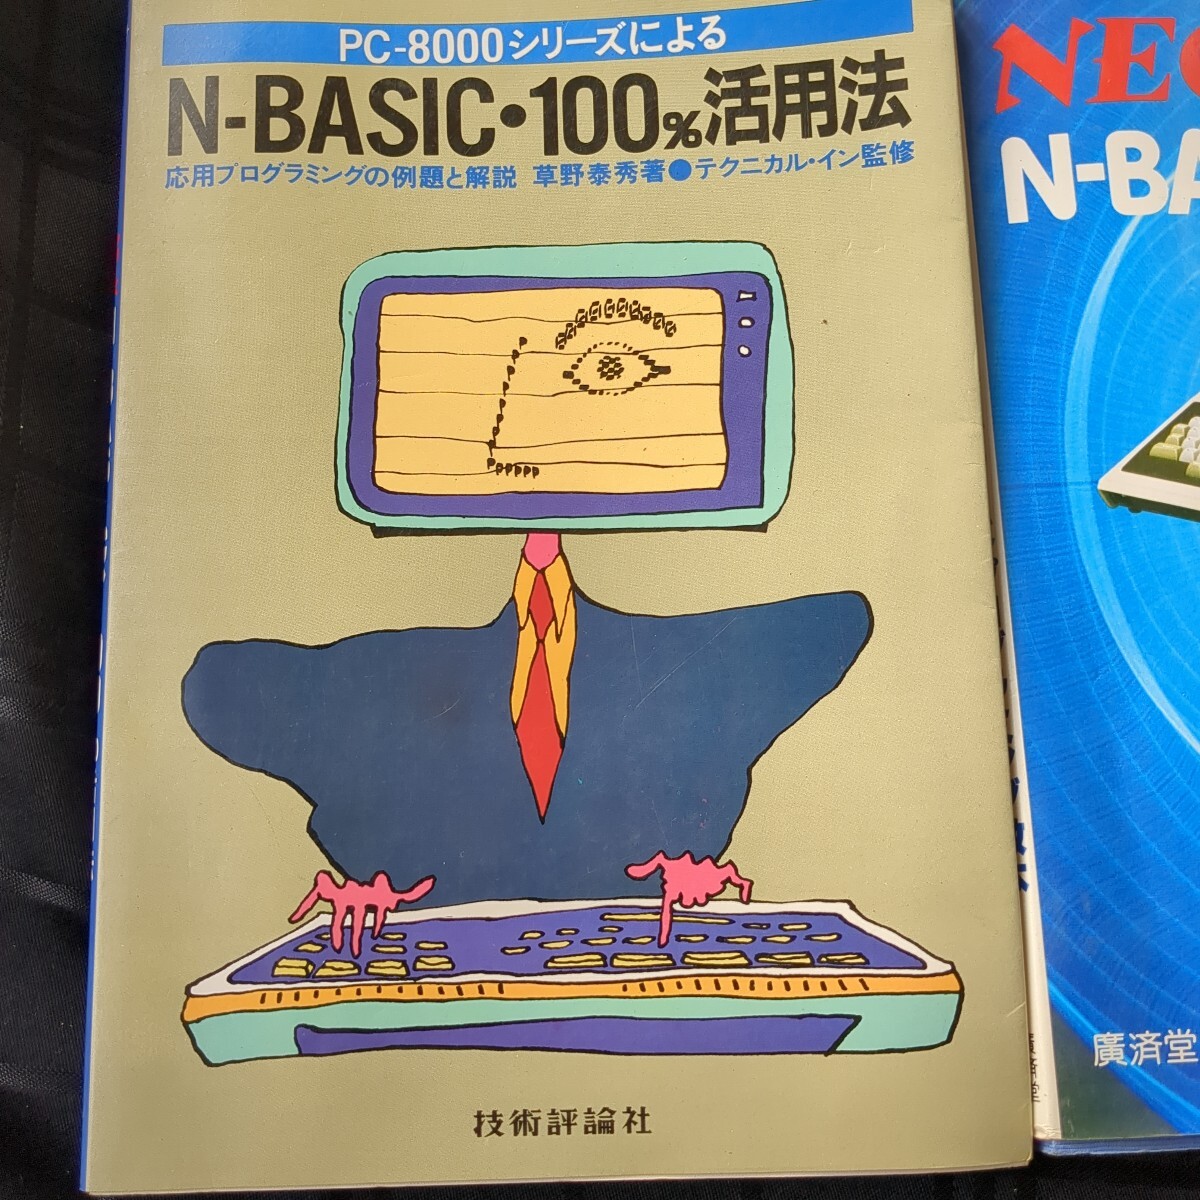 PC-8000シリーズによる
N-BASIC・100%活用法
応用プログラミングの例題と解説 草野泰秀著●テクニカル・イン監修
技術評論社
NEC
N-BA
廣済堂